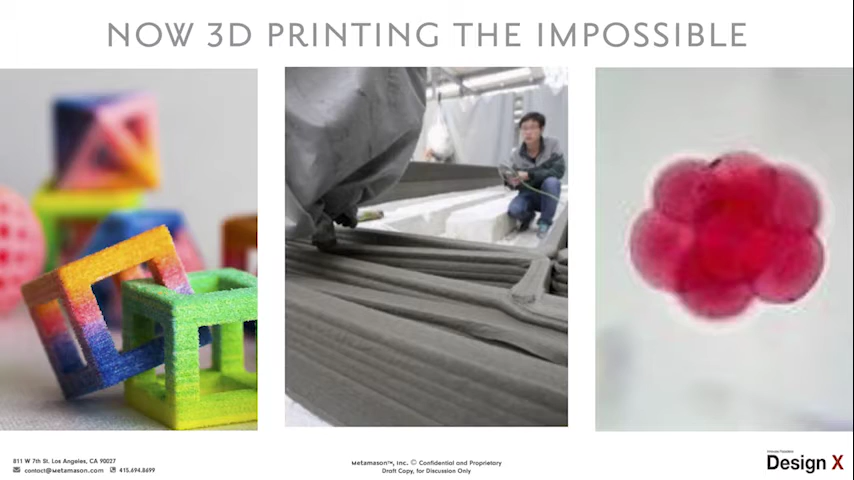 NOW 3D PRINTING THE IMPOSSIBLE
811 W 7th St. Los Angeles, CA 90027
contact@Metamason.com 415.694.8699
Metamason™, Inc. © Confidential and Proprietary
Draft Copy, for Discussion Only
Design X